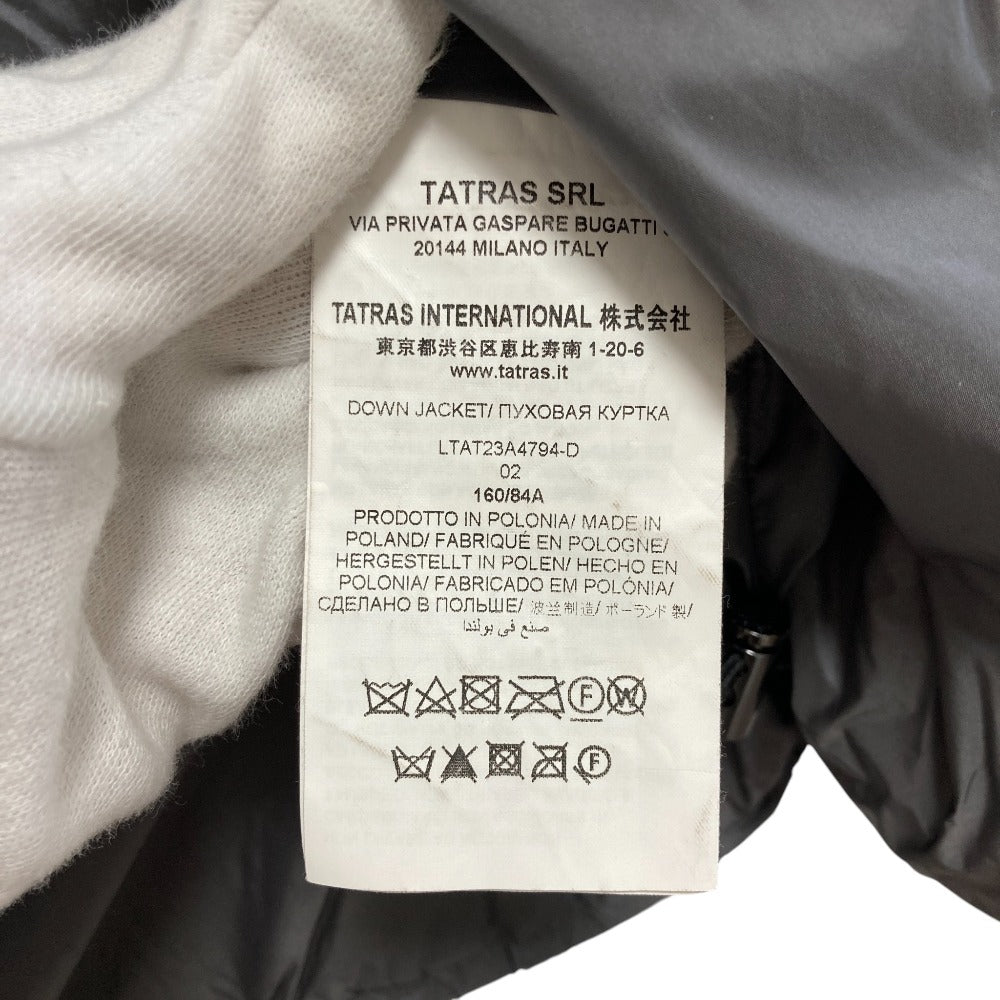 TATRAS SRL
VIA PRIVATA GASPARE BUGATTI
20144 MILANO ITALY
TATRAS INTERNATIONAL 株式会社
東京都渋谷区恵比寿南 1-20-6
www.tatras.it
DOWN JACKET/ ПУХОВАЯ КУРТКА
LTAT23A4794-D
02
160/84A
PRODOTTO IN POLONIA/ MADE IN
POLAND/ FABRIQUÉ EN POLOGNE/
HERGESTELLT IN POLEN/ HECHO EN
POLONIA/ FABRICADO EM POLÓNIA/
СДЕЛАНО В ПОЛЬШЕ/ 波兰制造/ ポーランド製/
صنع في بولندا
F W
F